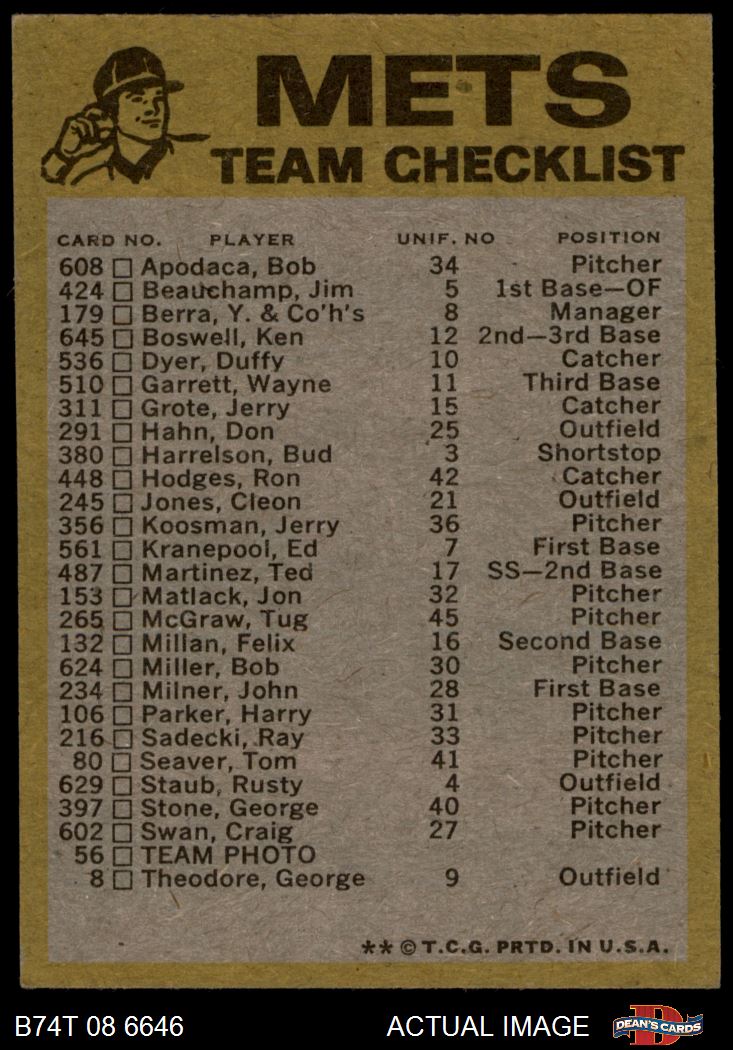 METS
TEAM CHECKLIST
CARD NO. PLAYER UNIF. NO POSITION
608 □ Apodaca, Bob 34 Pitcher
424 □ Beauchamp, Jim 5 1st Base—OF
179 □ Berra, Y. & Co'h's 8 Manager
645 □ Boswell, Ken 12 2nd—3rd Base
536 □ Dyer, Duffy 10 Catcher
510 □ Garrett, Wayne 11 Third Base
311 □ Grote, Jerry 15 Catcher
291 □ Hahn, Don 25 Outfield
380 □ Harrelson, Bud 3 Shortstop
448 □ Hodges, Ron 42 Catcher
245 □ Jones, Cleon 21 Outfield
356 □ Koosman, Jerry 36 Pitcher
561 □ Kranepool, Ed 7 First Base
487 □ Martinez, Ted 17 SS—2nd Base
153 □ Matlack, Jon 32 Pitcher
265 □ McGraw, Tug 45 Pitcher
132 □ Millan, Felix 16 Second Base
624 □ Miller, Bob 30 Pitcher
234 □ Milner, John 28 First Base
106 □ Parker, Harry 31 Pitcher
216 □ Sadecki, Ray 33 Pitcher
80 □ Seaver, Tom 41 Pitcher
629 □ Staub, Rusty 4 Outfield
397 □ Stone, George 40 Pitcher
602 □ Swan, Craig 27 Pitcher
56 □ TEAM PHOTO
8 □ Theodore, George 9 Outfield
** © T.C.G. PRTD. IN U.S.A.
B74T 08 6646 ACTUAL IMAGE D DEAN'S CARDS